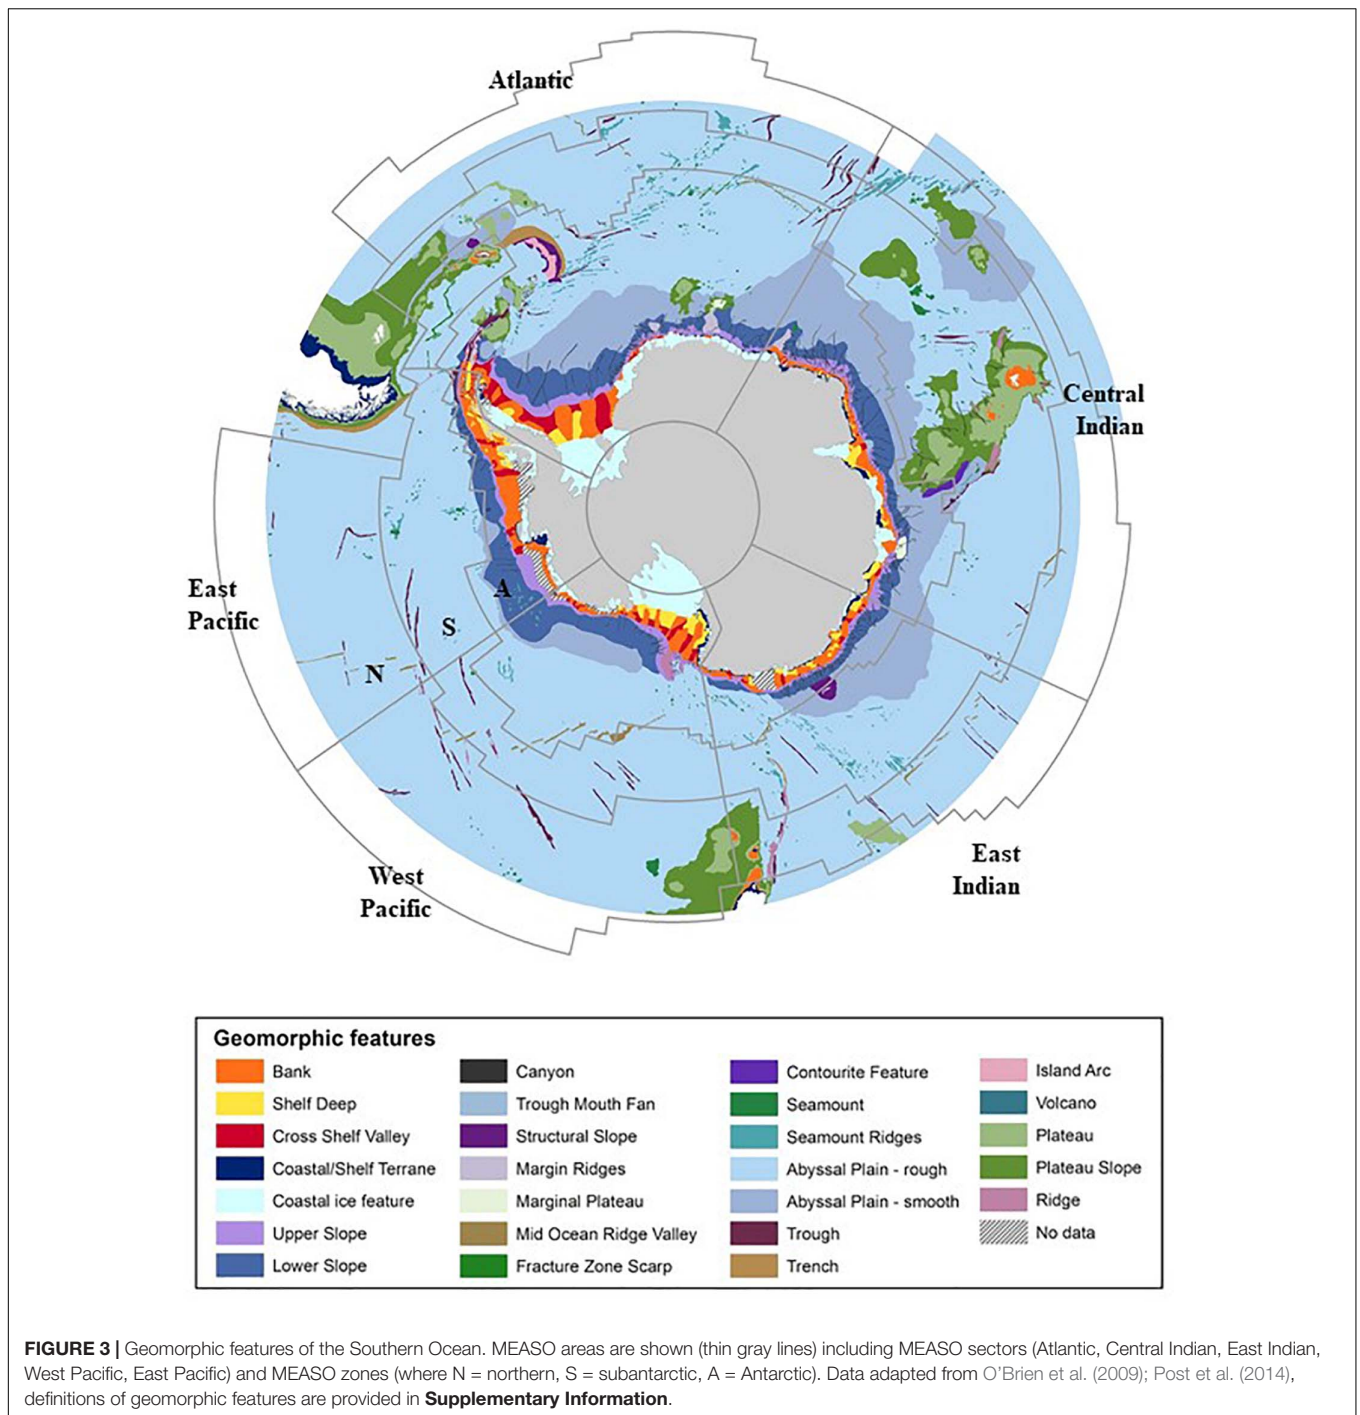 Atlantic
Central
Indian
East
Pacific
A
S
N
West
Pacific
East
Indian
Geomorphic features
Bank
Shelf Deep
Cross Shelf Valley
Coastal/Shelf Terrane
Coastal ice feature
Upper Slope
Lower Slope
Canyon
Trough Mouth Fan
Structural Slope
Margin Ridges
Marginal Plateau
Mid Ocean Ridge Valley
Fracture Zone Scarp
Contourite Feature
Seamount
Seamount Ridges
Abyssal Plain - rough
Abyssal Plain - smooth
Trough
Trench
Island Arc
Volcano
Plateau
Plateau Slope
Ridge
No data
FIGURE 3 | Geomorphic features of the Southern Ocean. MEASO areas are shown (thin gray lines) including MEASO sectors (Atlantic, Central Indian, East Indian,
West Pacific, East Pacific) and MEASO zones (where N = northern, S = subantarctic, A = Antarctic). Data adapted from O'Brien et al. (2009); Post et al. (2014),
definitions of geomorphic features are provided in Supplementary Information.